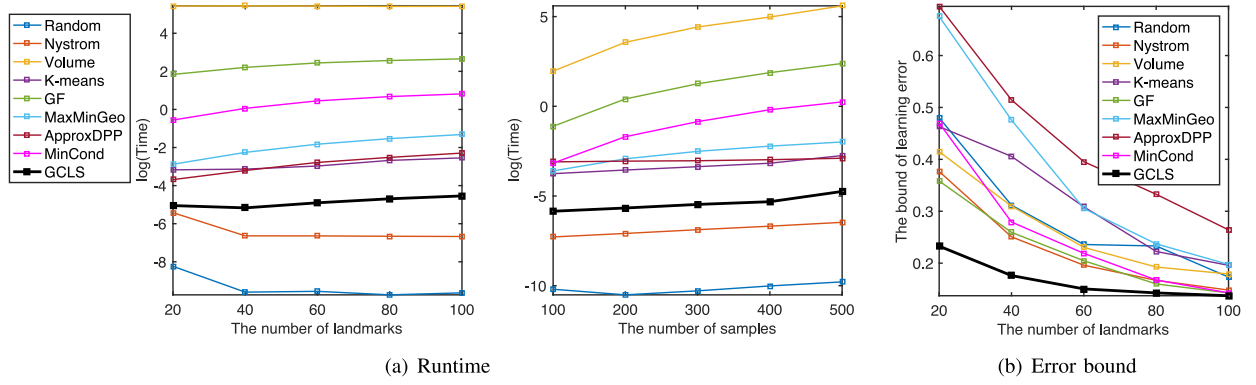 Random
Nystrom
Volume
K-means
GF
MaxMinGeo
ApproxDPP
MinCond
GCLS
log(Time)
4
2
0
-2
-4
-6
-8
20
40
60
80
100
The number of landmarks
log(Time)
5
0
-5
-10
100
200
300
400
500
The number of samples
(a) Runtime
The bound of learning error
0.6
0.5
0.4
0.3
0.2
20
40
60
80
100
The number of landmarks
Random
Nystrom
Volume
K-means
GF
MaxMinGeo
ApproxDPP
MinCond
GCLS
(b) Error bound